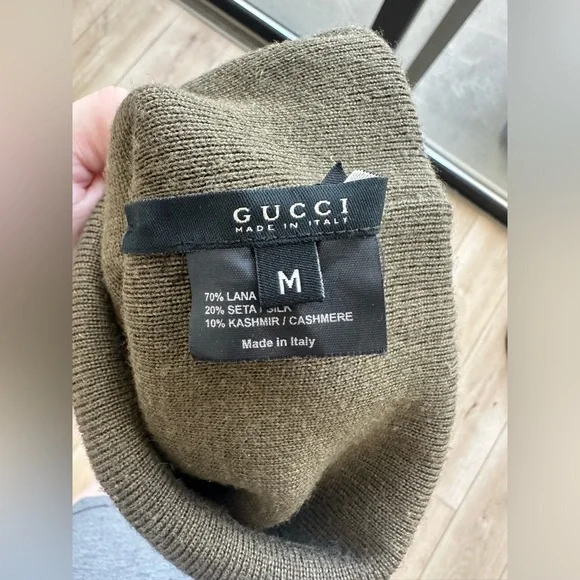 GUCCI
MADE IN ITALY
M
70% LANA
20% SETA / SILK
10% KASHMIR / CASHMERE
Made in Italy